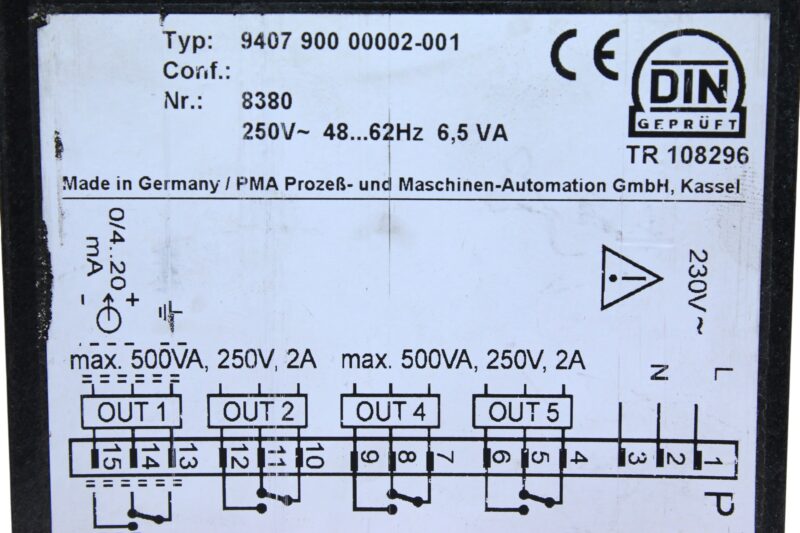 Typ: 9407 900 00002-001
Conf.:
Nr.: 8380
250V~ 48...62Hz 6,5 VA
CE
DIN
GEPRÜFT
TR 108296
Made in Germany / PMA Prozeß- und Maschinen-Automation GmbH, Kassel
0/4..20
mA
- +
230V~
max. 500VA, 250V, 2A max. 500VA, 250V, 2A
N L
OUT 1 OUT 2 OUT 4 OUT 5
15 14 13 12 11 10 9 8 7 6 5 4 3 2 1
P